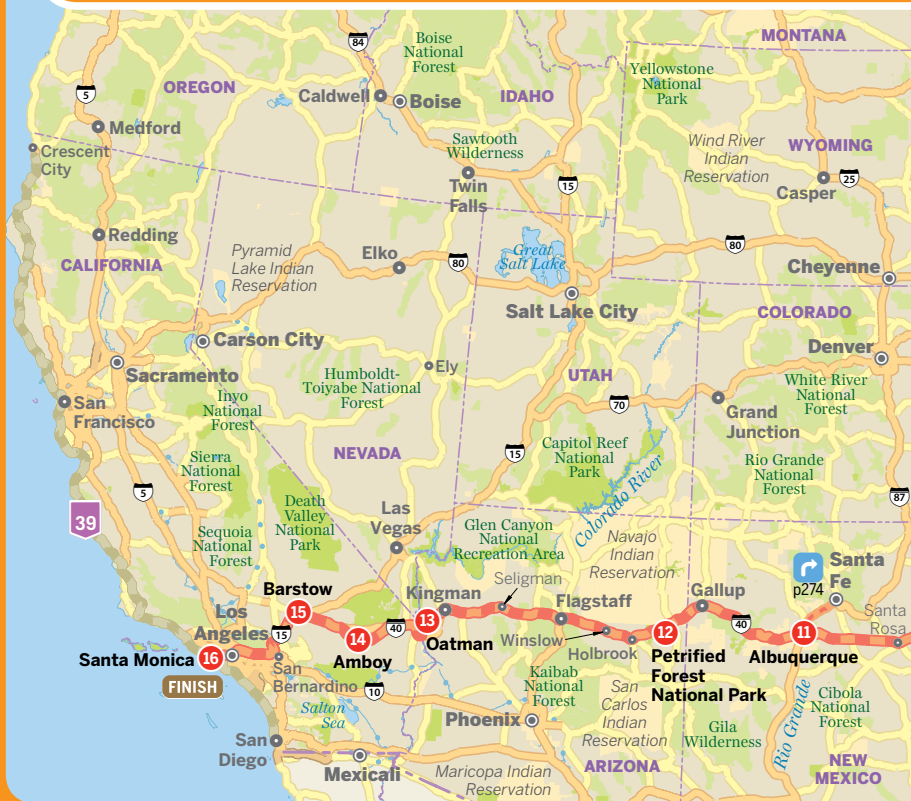 MONTANA
84
Boise
National
Forest
OREGON
5
Caldwell
Boise
IDAHO
Yellowstone
National
Park
Medford
Crescent
City
Sawtooth
Wilderness
Wind River
Indian
Reservation
WYOMING
25
Casper
Twin
Falls
15
Redding
CALIFORNIA
Pyramid
Lake Indian
Reservation
Elko
80
Great
Salt Lake
80
Cheyenne
Salt Lake City
COLORADO
Carson City
Sacramento
Ely
Denver
Humboldt-
Toiyabe National
Forest
UTAH
White River
National
Forest
San
Francisco
Inyo
National
Forest
70
Grand
Junction
NEVADA
15
Capitol Reef
National
Park
Rio Grande
National
Forest
Sierra
National
Forest
5
87
39
Death
Valley
National
Park
Las
Vegas
Colorado River
Sequoia
National
Forest
Glen Canyon
National
Recreation Area
Navajo
Indian
Reservation
p274
Santa
Fe
Barstow
Kingman
Seligman
Gallup
Los
Angeles
15
15
14
40
13
Flagstaff
12
40
11
Santa
Rosa
Santa Monica
16
Amboy
Oatman
Winslow
Holbrook
Petrified
Forest
National Park
Albuquerque
FINISH
San
Bernardino
10
Kaibab
National
Forest
San
Carlos
Indian
Reservation
Cibola
National
Forest
Salton
Sea
Phoenix
Gila
Wilderness
Rio Grande
San
Diego
Mexicali
Maricopa Indian
Reservation
ARIZONA
NEW
MEXICO